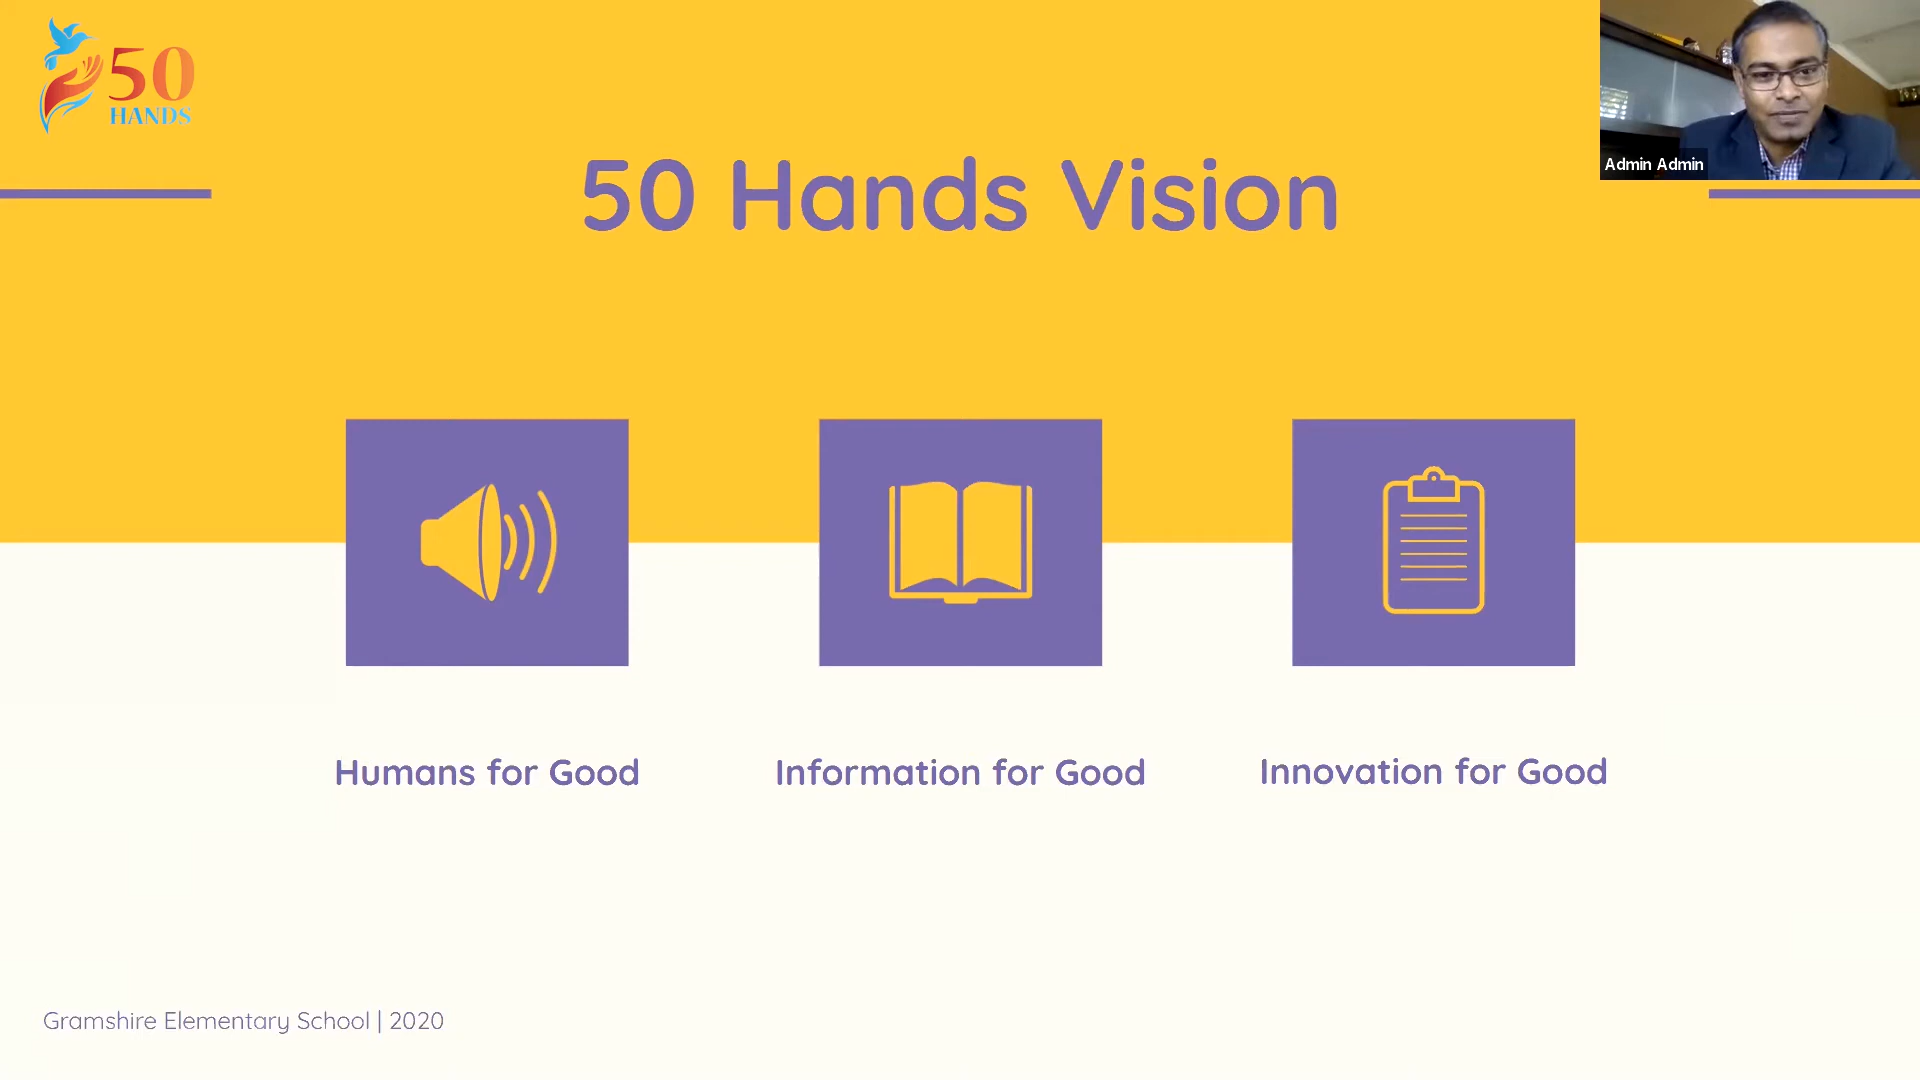 50
HANDS
Admin Admin
50 Hands Vision
Humans for Good
Information for Good
Innovation for Good
Gramshire Elementary School | 2020